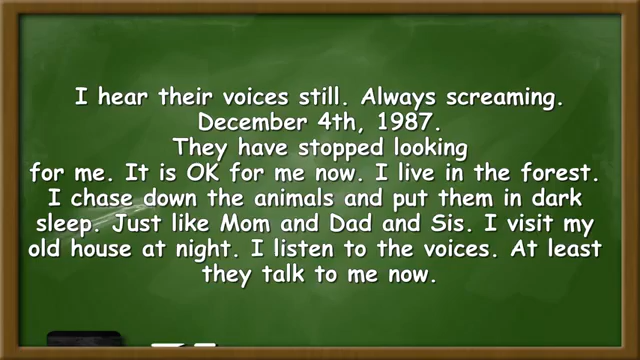 I hear their voices still. Always screaming.
December 4th, 1987.
They have stopped looking
for me. It is OK for me now. I live in the forest.
I chase down the animals and put them in dark
sleep. Just like Mom and Dad and Sis. I visit my
old house at night. I listen to the voices. At least
they talk to me now.